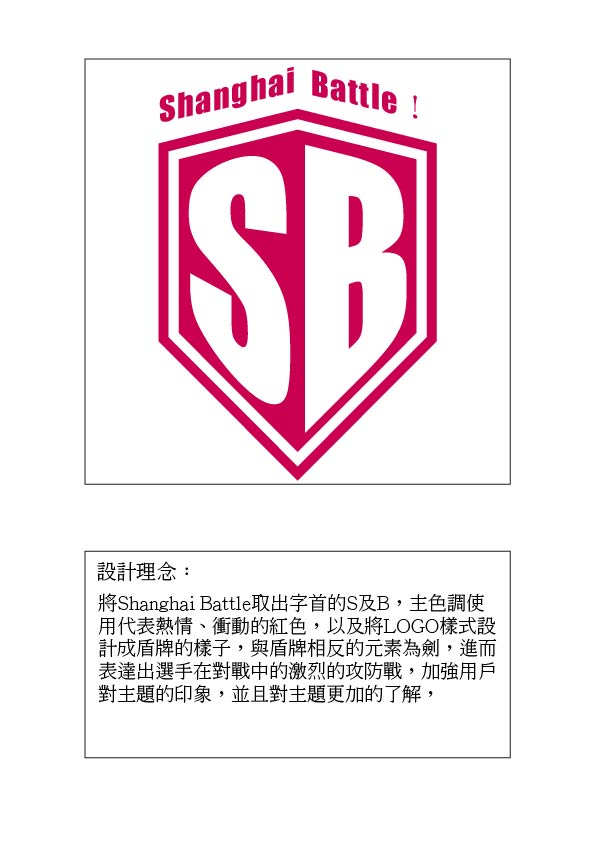 Shanghai Battle！
SB
設計理念：
將Shanghai Battle取出字首的S及B，主色調使
用代表熱情、衝動的紅色，以及將LOGO樣式設
計成盾牌的樣子，與盾牌相反的元素為劍，進而
表達出選手在對戰中的激烈的攻防戰，加強用戶
對主題的印象，並且對主題更加的了解，